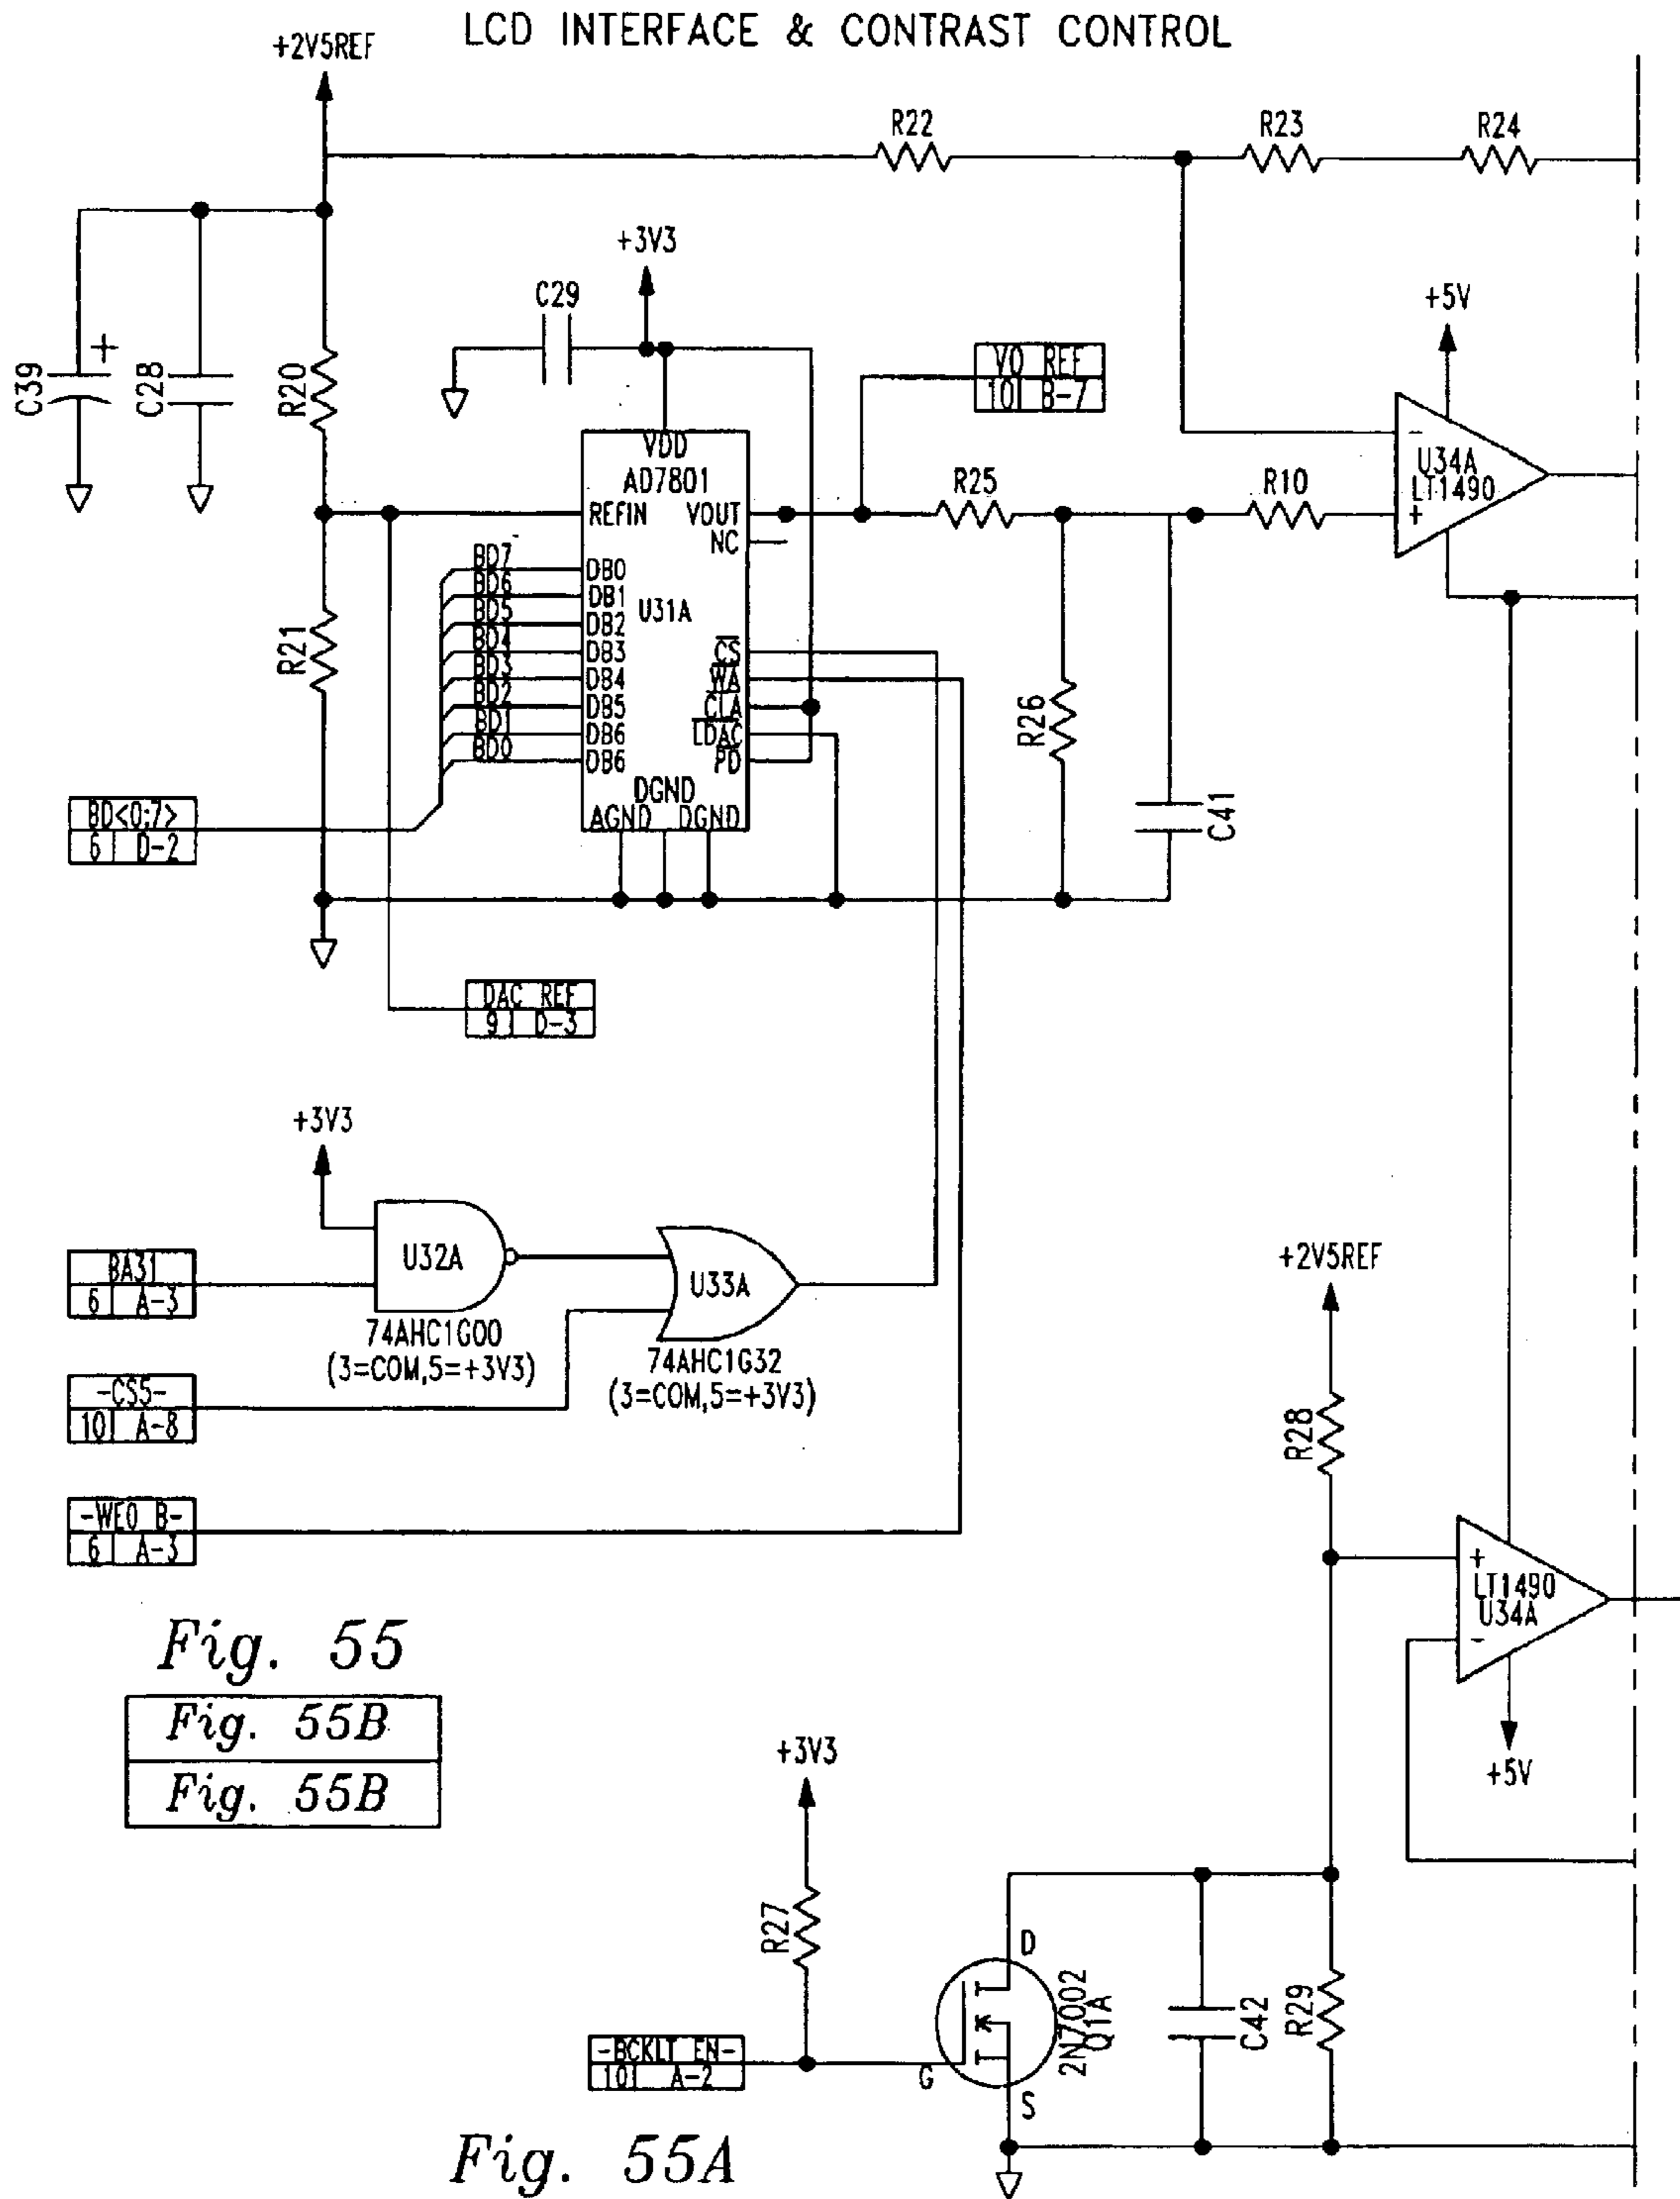 LCD INTERFACE & CONTRAST CONTROL
+2V5REF
R22
R23
R24
+3V3
C29
+5V
C39
+
C28
R20
VO REF
10 B-7
VDD
AD7801
REFIN
VOUT
NC
R25
R10
-
U34A
LT1490
+
BD7
BD6
BD5
BD4
BD3
BD2
BD1
BD0
DB0
DB1
DB2
DB3
DB4
DB5
DB6
DB6
U31A
CS
WA
CLA
LDAC
PD
DGND
AGND
DGND
R21
R26
C41
BD<0:7>
6 D-2
DAC REF
9 D-3
+3V3
BA31
6 A-3
U32A
74AHC1G00
(3=COM,5=+3V3)
U33A
74AHC1G32
(3=COM,5=+3V3)
-CS5-
10 A-8
-WE0 B-
6 A-3
+2V5REF
R28
+
LT1490
U34A
-
+5V
Fig. 55
Fig. 55B
Fig. 55B
+3V3
R27
-BCKLT EN-
10 A-2
G
D
S
2N7002
Q1A
C42
R29
Fig. 55A